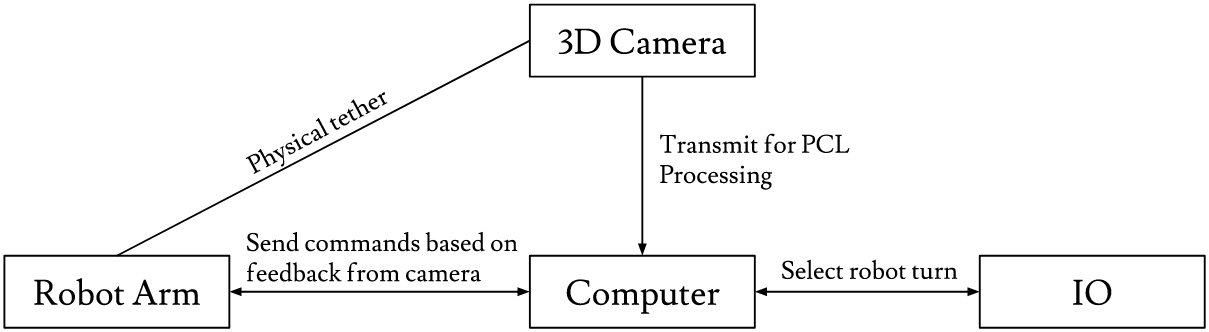 3D Camera
Physical tether
Transmit for PCL
Processing
Send commands based on
feedback from camera
Select robot turn
Robot Arm
Computer
IO